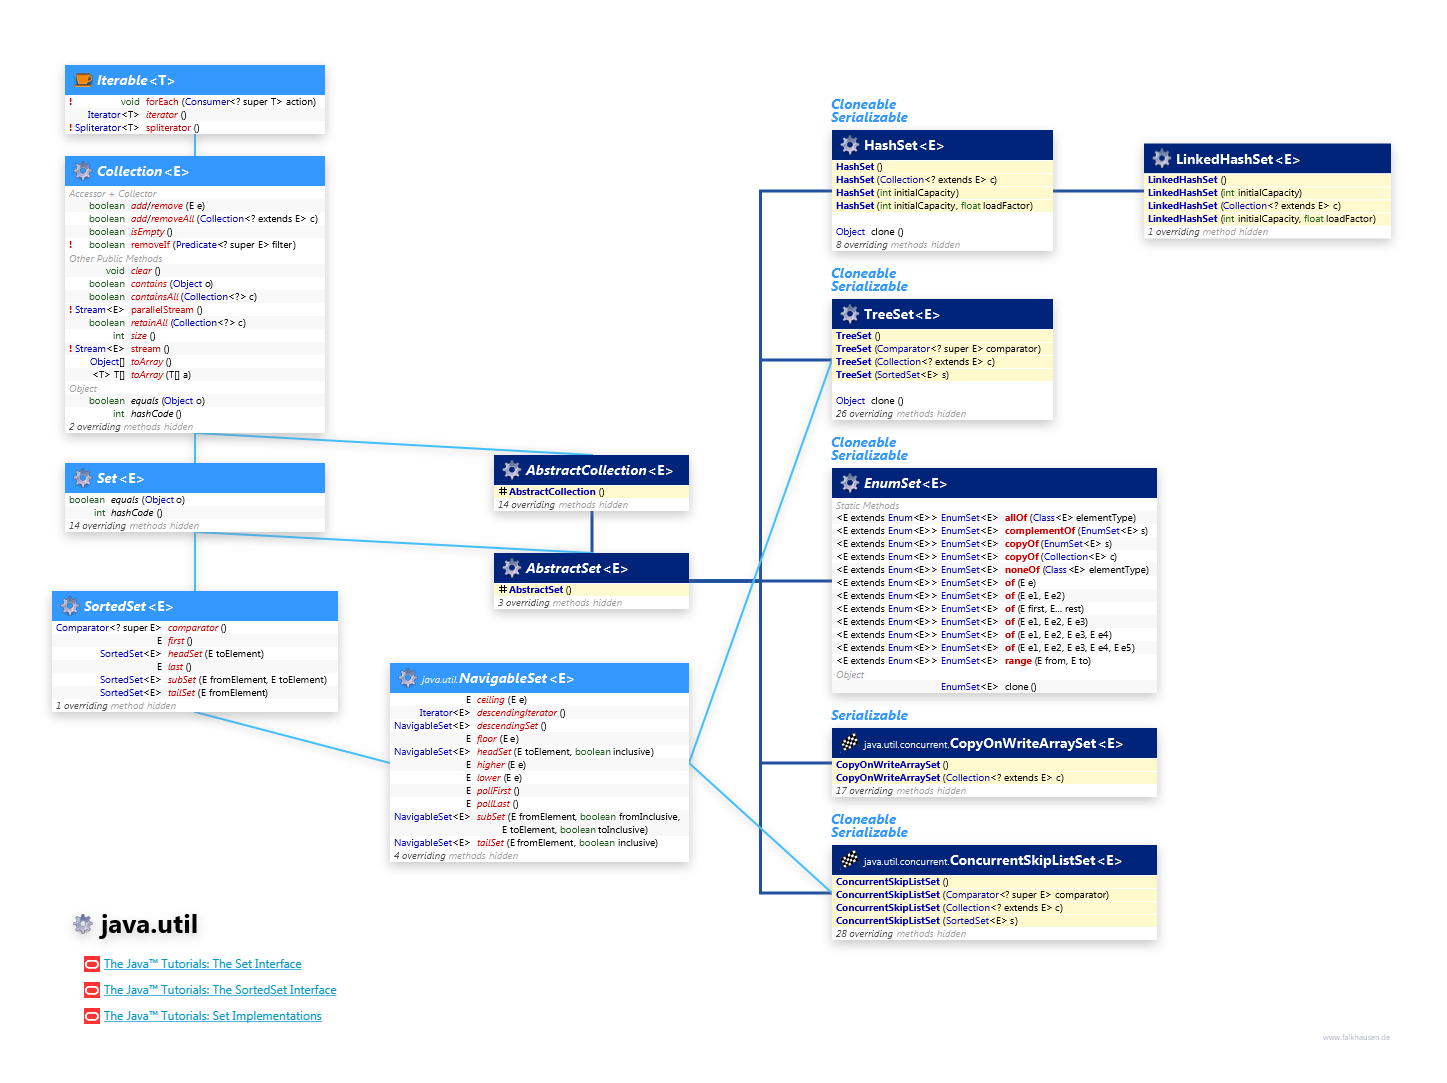 Iterable<T>
! void forEach (Consumer<? super T> action)
Iterator<T> iterator ()
! Spliterator<T> spliterator ()
Collection<E>
Accessor + Collector
boolean add/remove (E e)
boolean add/removeAll (Collection<? extends E> c)
boolean isEmpty ()
! boolean removeIf (Predicate<? super E> filter)
Other Public Methods
void clear ()
boolean contains (Object o)
boolean containsAll (Collection<?> c)
! Stream<E> parallelStream ()
boolean retainAll (Collection<?> c)
int size ()
! Stream<E> stream ()
Object[] toArray ()
<T> T[] toArray (T[] a)
Object
boolean equals (Object o)
int hashCode ()
2 overriding methods hidden
Set<E>
boolean equals (Object o)
int hashCode ()
14 overriding methods hidden
SortedSet<E>
Comparator<? super E> comparator ()
E first ()
SortedSet<E> headSet (E toElement)
E last ()
SortedSet<E> subSet (E fromElement, E toElement)
SortedSet<E> tailSet (E fromElement)
1 overriding method hidden
AbstractCollection<E>
# AbstractCollection ()
14 overriding methods hidden
AbstractSet<E>
# AbstractSet ()
3 overriding methods hidden
java.util.NavigableSet<E>
E ceiling (E e)
Iterator<E> descendingIterator ()
NavigableSet<E> descendingSet ()
E floor (E e)
NavigableSet<E> headSet (E toElement, boolean inclusive)
E higher (E e)
E lower (E e)
E pollFirst ()
E pollLast ()
NavigableSet<E> subSet (E fromElement, boolean fromInclusive,
E toElement, boolean toInclusive)
NavigableSet<E> tailSet (E fromElement, boolean inclusive)
4 overriding methods hidden
Cloneable
Serializable
HashSet<E>
HashSet ()
HashSet (Collection<? extends E> c)
HashSet (int initialCapacity)
HashSet (int initialCapacity, float loadFactor)
Object clone ()
8 overriding methods hidden
LinkedHashSet<E>
LinkedHashSet ()
LinkedHashSet (int initialCapacity)
LinkedHashSet (Collection<? extends E> c)
LinkedHashSet (int initialCapacity, float loadFactor)
1 overriding method hidden
Cloneable
Serializable
TreeSet<E>
TreeSet ()
TreeSet (Comparator<? super E> comparator)
TreeSet (Collection<? extends E> c)
TreeSet (SortedSet<E> s)
Object clone ()
26 overriding methods hidden
Cloneable
Serializable
EnumSet<E>
Static Methods
<E extends Enum<E>> EnumSet<E> allOf (Class<E> elementType)
<E extends Enum<E>> EnumSet<E> complementOf (EnumSet<E> s)
<E extends Enum<E>> EnumSet<E> copyOf (EnumSet<E> s)
<E extends Enum<E>> EnumSet<E> copyOf (Collection<E> c)
<E extends Enum<E>> EnumSet<E> noneOf (Class<E> elementType)
<E extends Enum<E>> EnumSet<E> of (E e)
<E extends Enum<E>> EnumSet<E> of (E e1, E e2)
<E extends Enum<E>> EnumSet<E> of (E first, E... rest)
<E extends Enum<E>> EnumSet<E> of (E e1, E e2, E e3)
<E extends Enum<E>> EnumSet<E> of (E e1, E e2, E e3, E e4)
<E extends Enum<E>> EnumSet<E> of (E e1, E e2, E e3, E e4, E e5)
<E extends Enum<E>> EnumSet<E> range (E from, E to)
Object
EnumSet<E> clone ()
Serializable
java.util.concurrent.CopyOnWriteArraySet<E>
CopyOnWriteArraySet ()
CopyOnWriteArraySet (Collection<? extends E> c)
17 overriding methods hidden
Cloneable
Serializable
java.util.concurrent.ConcurrentSkipListSet<E>
ConcurrentSkipListSet ()
ConcurrentSkipListSet (Comparator<? super E> comparator)
ConcurrentSkipListSet (Collection<? extends E> c)
ConcurrentSkipListSet (SortedSet<E> s)
28 overriding methods hidden
java.util
The Java™ Tutorials: The Set Interface
The Java™ Tutorials: The SortedSet Interface
The Java™ Tutorials: Set Implementations
www.falkhausen.de